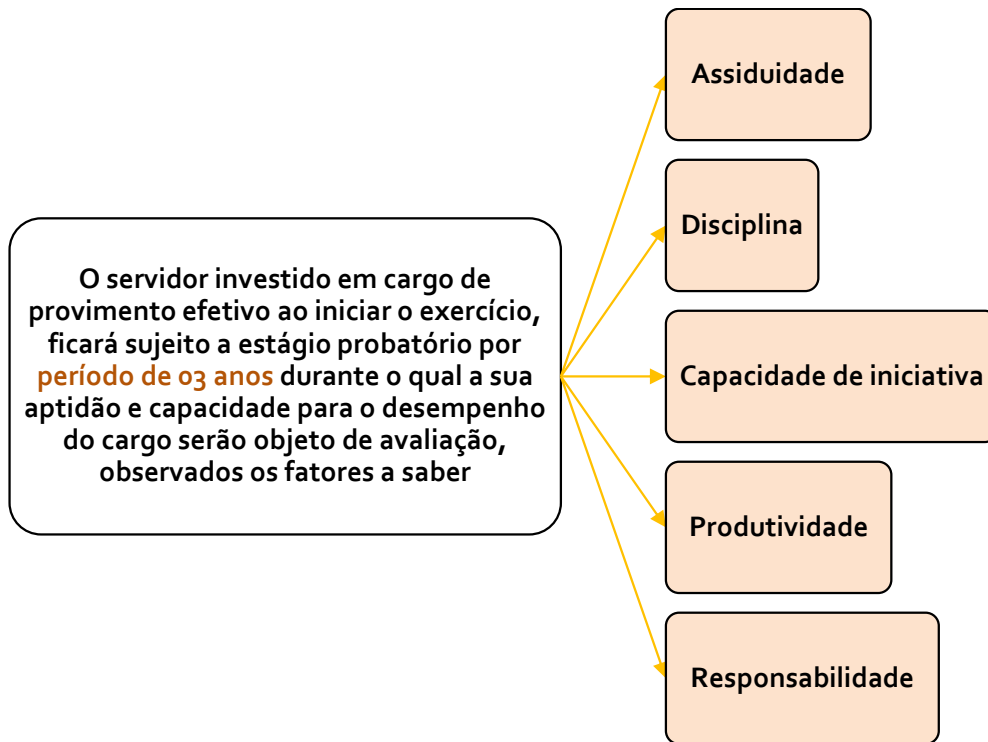 O servidor investido em cargo de
provimento efetivo ao iniciar o exercício,
ficará sujeito a estágio probatório por
período de 03 anos durante o qual a sua
aptidão e capacidade para o desempenho
do cargo serão objeto de avaliação,
observados os fatores a saber
Assiduidade
Disciplina
Capacidade de iniciativa
Produtividade
Responsabilidade